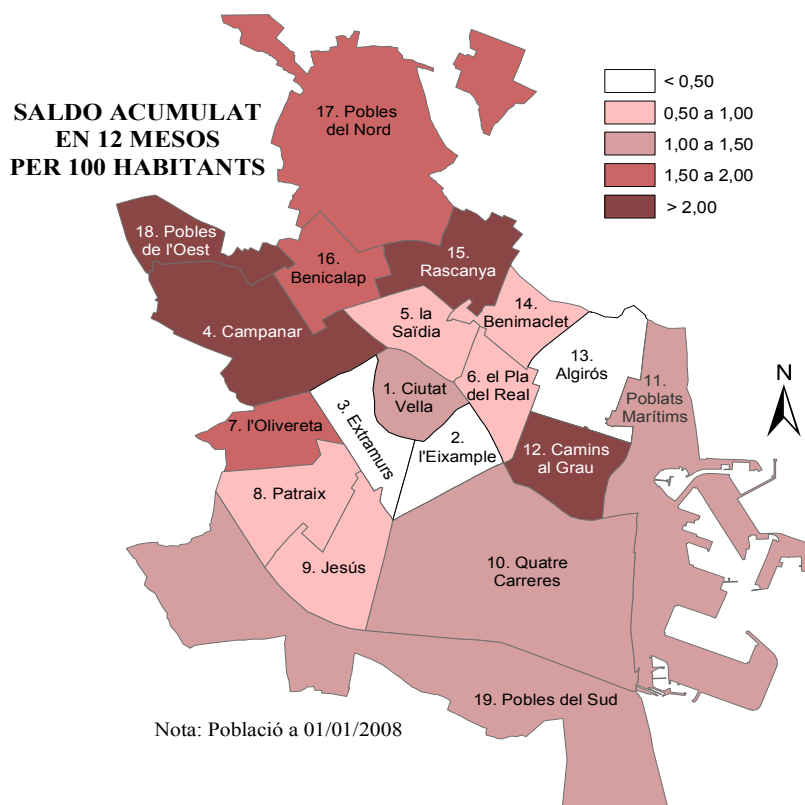 SALDO ACUMULAT
EN 12 MESOS
PER 100 HABITANTS
< 0,50
0,50 a 1,00
1,00 a 1,50
1,50 a 2,00
> 2,00
17. Pobles
del Nord
18. Pobles
de l'Oest
16.
Benicalap
15.
Rascanya
14.
Benimaclet
5. la
Saïdia
4. Campanar
13.
Algirós
6. el Pla
del Real
11.
Poblats
Marítims
N
1. Ciutat
Vella
3. Extramurs
2.
l'Eixample
7. l'Olivereta
12. Camins
al Grau
8. Patraix
9. Jesús
10. Quatre
Carreres
19. Pobles del Sud
Nota: Població a 01/01/2008